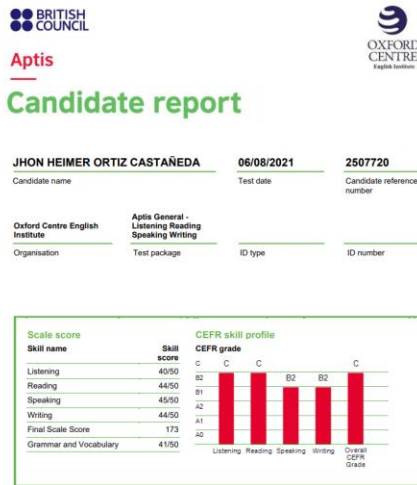 BRITISH
COUNCIL
OXFORD
CENTRE
English Institute
Aptis
Candidate report
JHON HEIMER ORTIZ CASTAÑEDA 06/08/2021 2507720
Candidate name Test date Candidate reference
number
Oxford Centre English
Institute
Aptis General -
Listening Reading
Speaking Writing
Organisation Test package ID type ID number
Scale score
Skill name Skill
score
Listening 40/50
Reading 44/50
Speaking 45/50
Writing 44/50
Final Scale Score 173
Grammar and Vocabulary 41/50
CEFR skill profile
CEFR grade
C C C B2 B2 C
B2
B1
A2
A1
A0
Listening Reading Speaking Writing Overall
CEFR
Grade